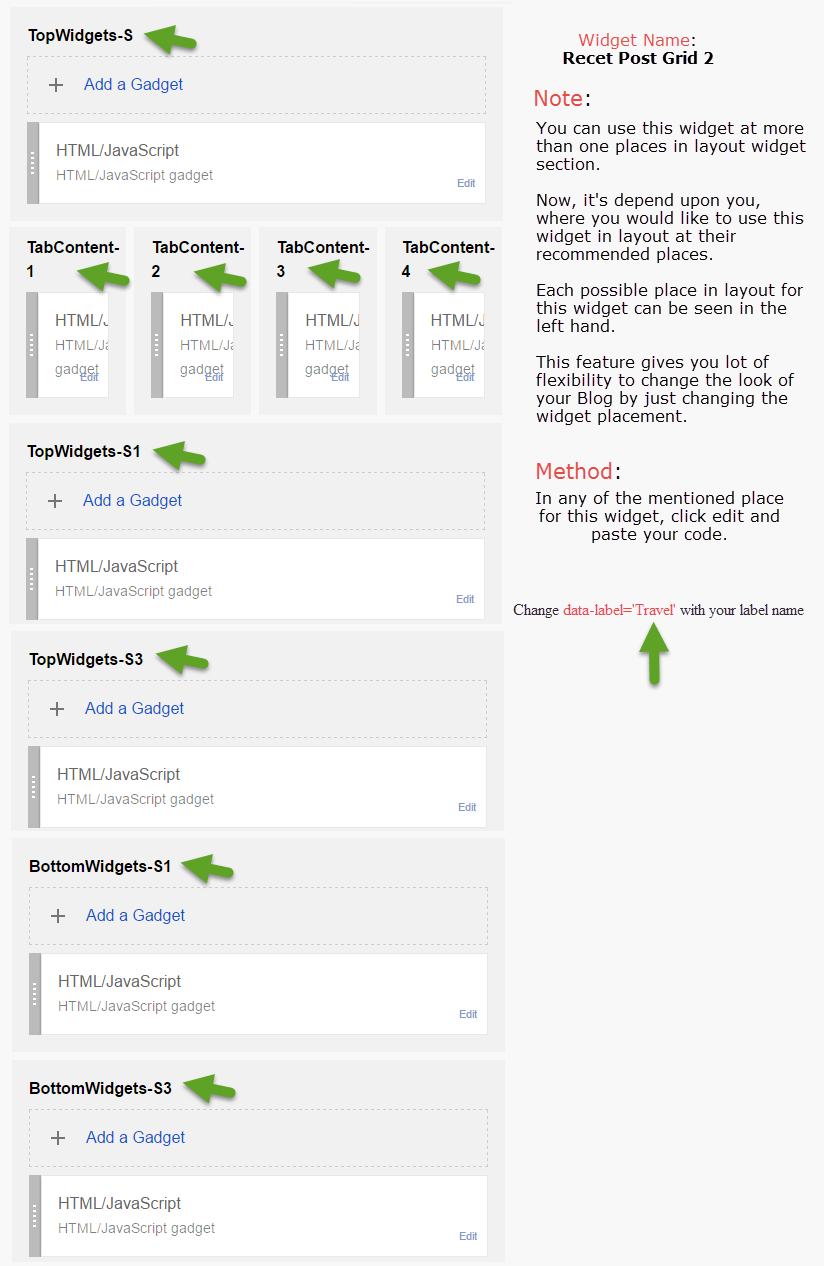 TopWidgets-S
Add a Gadget
HTML/JavaScript
HTML/JavaScript gadget
Edit
TabContent-
1
HTML/J
HTML/Ja
gadget
Edit
TabContent-
2
HTML/J
HTML/Ja
gadget
Edit
TabContent-
3
HTML/J
HTML/Ja
gadget
Edit
TabContent-
4
HTML/J
HTML/Ja
gadget
Edit
TopWidgets-S1
Add a Gadget
HTML/JavaScript
HTML/JavaScript gadget
Edit
TopWidgets-S3
Add a Gadget
HTML/JavaScript
HTML/JavaScript gadget
Edit
BottomWidgets-S1
Add a Gadget
HTML/JavaScript
HTML/JavaScript gadget
Edit
BottomWidgets-S3
Add a Gadget
HTML/JavaScript
HTML/JavaScript gadget
Edit
Widget Name:
Recet Post Grid 2
Note:
You can use this widget at more
than one places in layout widget
section.
Now, it's depend upon you,
where you would like to use this
widget in layout at their
recommended places.
Each possible place in layout for
this widget can be seen in the
left hand.
This feature gives you lot of
flexibility to change the look of
your Blog by just changing the
widget placement.
Method:
In any of the mentioned place
for this widget, click edit and
paste your code.
Change data-label='Travel' with your label name